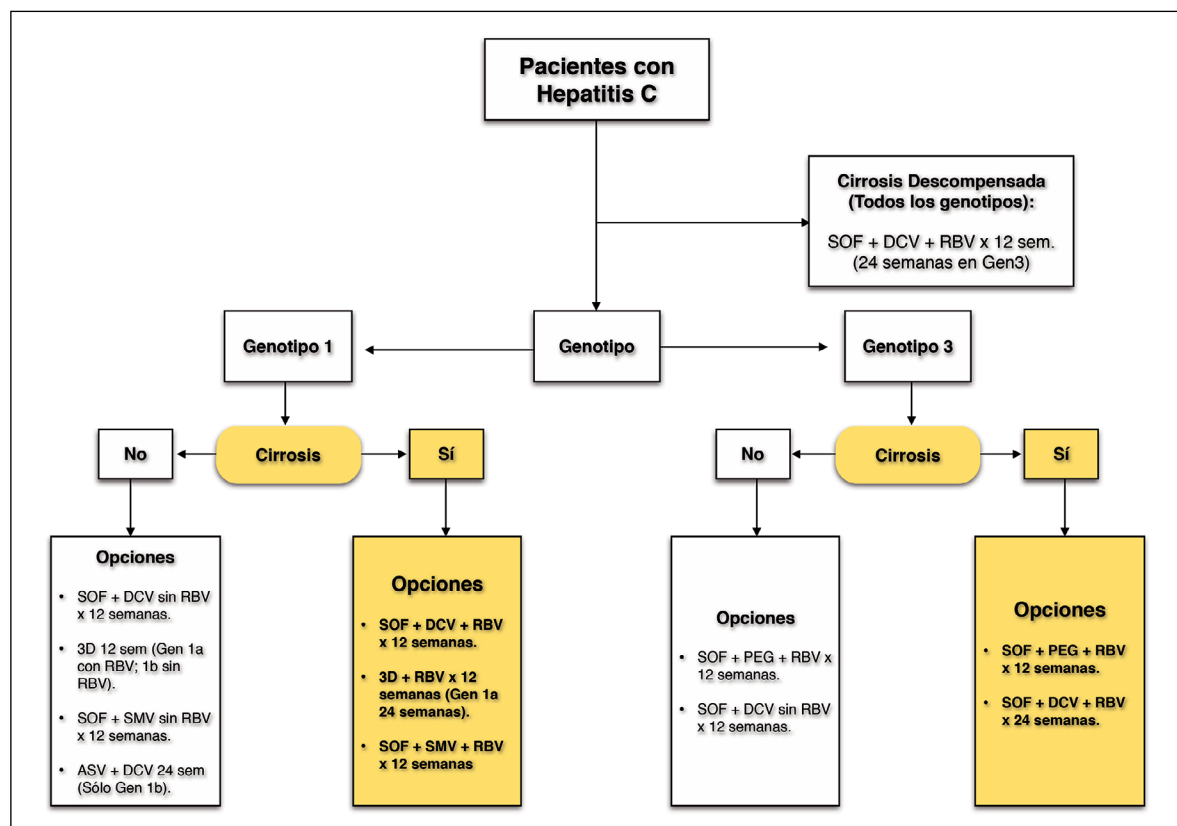 Pacientes con
Hepatitis C
Cirrosis Descompensada
(Todos los genotipos):
SOF + DCV + RBV x 12 sem.
(24 semanas en Gen3)
Genotipo 1
Genotipo
Genotipo 3
No
Cirrosis
Sí
No
Cirrosis
Sí
Opciones
• SOF + DCV sin RBV
x 12 semanas.
• 3D 12 sem (Gen 1a
con RBV; 1b sin
RBV).
• SOF + SMV sin RBV
x 12 semanas.
• ASV + DCV 24 sem
(Sólo Gen 1b).
Opciones
• SOF + DCV + RBV
x 12 semanas.
• 3D + RBV x 12
semanas (Gen 1a
24 semanas).
• SOF + SMV + RBV
x 12 semanas
Opciones
• SOF + PEG + RBV x
12 semanas.
• SOF + DCV sin RBV
x 12 semanas.
Opciones
• SOF + PEG + RBV
x 12 semanas.
• SOF + DCV + RBV
x 24 semanas.